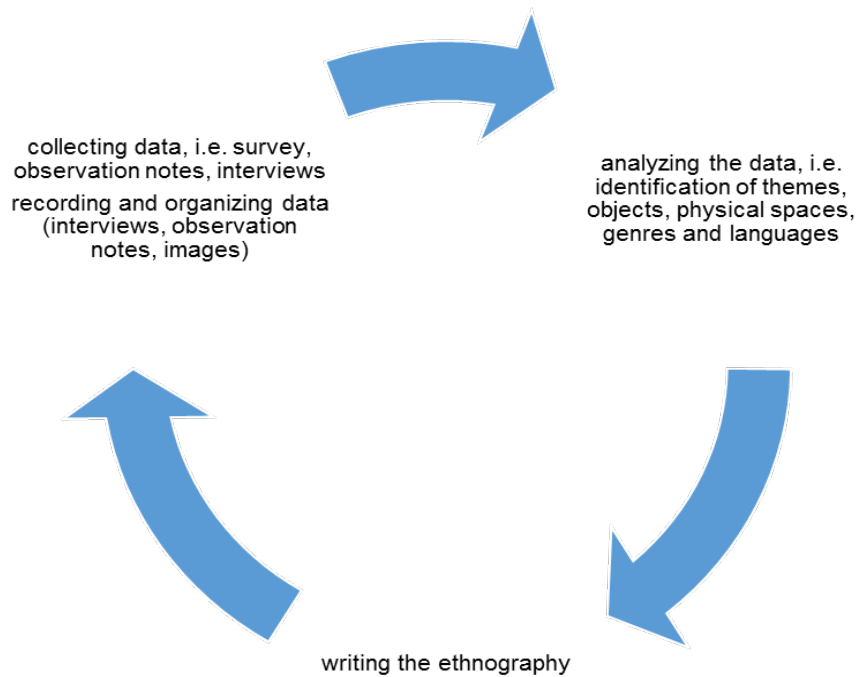 collecting data, i.e. survey,
observation notes, interviews
recording and organizing data
(interviews, observation
notes, images)
analyzing the data, i.e.
identification of themes,
objects, physical spaces,
genres and languages
writing the ethnography